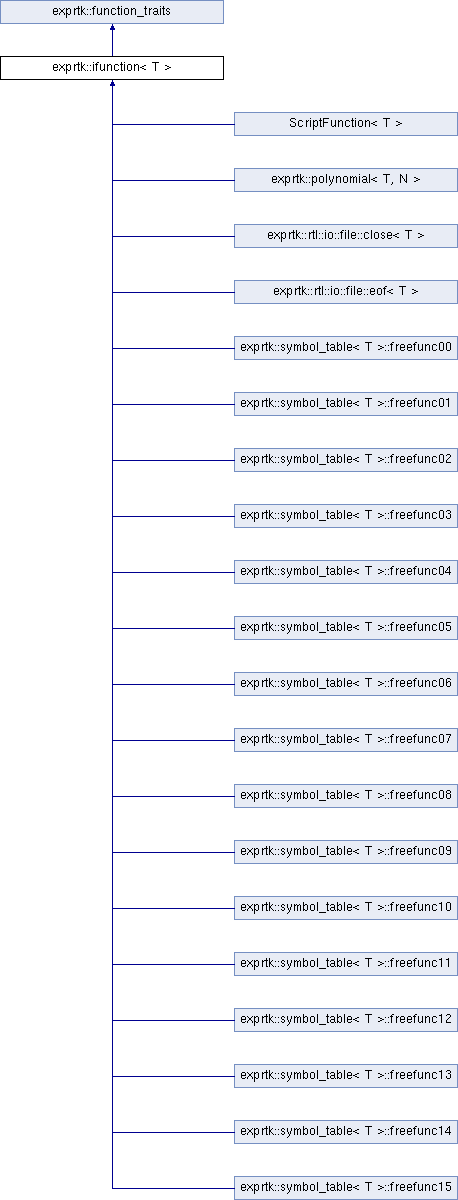 exprtk::function_traits
exprtk::ifunction< T >
ScriptFunction< T >
exprtk::polynomial< T, N >
exprtk::rtl::io::file::close< T >
exprtk::rtl::io::file::eof< T >
exprtk::symbol_table< T >::freefunc00
exprtk::symbol_table< T >::freefunc01
exprtk::symbol_table< T >::freefunc02
exprtk::symbol_table< T >::freefunc03
exprtk::symbol_table< T >::freefunc04
exprtk::symbol_table< T >::freefunc05
exprtk::symbol_table< T >::freefunc06
exprtk::symbol_table< T >::freefunc07
exprtk::symbol_table< T >::freefunc08
exprtk::symbol_table< T >::freefunc09
exprtk::symbol_table< T >::freefunc10
exprtk::symbol_table< T >::freefunc11
exprtk::symbol_table< T >::freefunc12
exprtk::symbol_table< T >::freefunc13
exprtk::symbol_table< T >::freefunc14
exprtk::symbol_table< T >::freefunc15